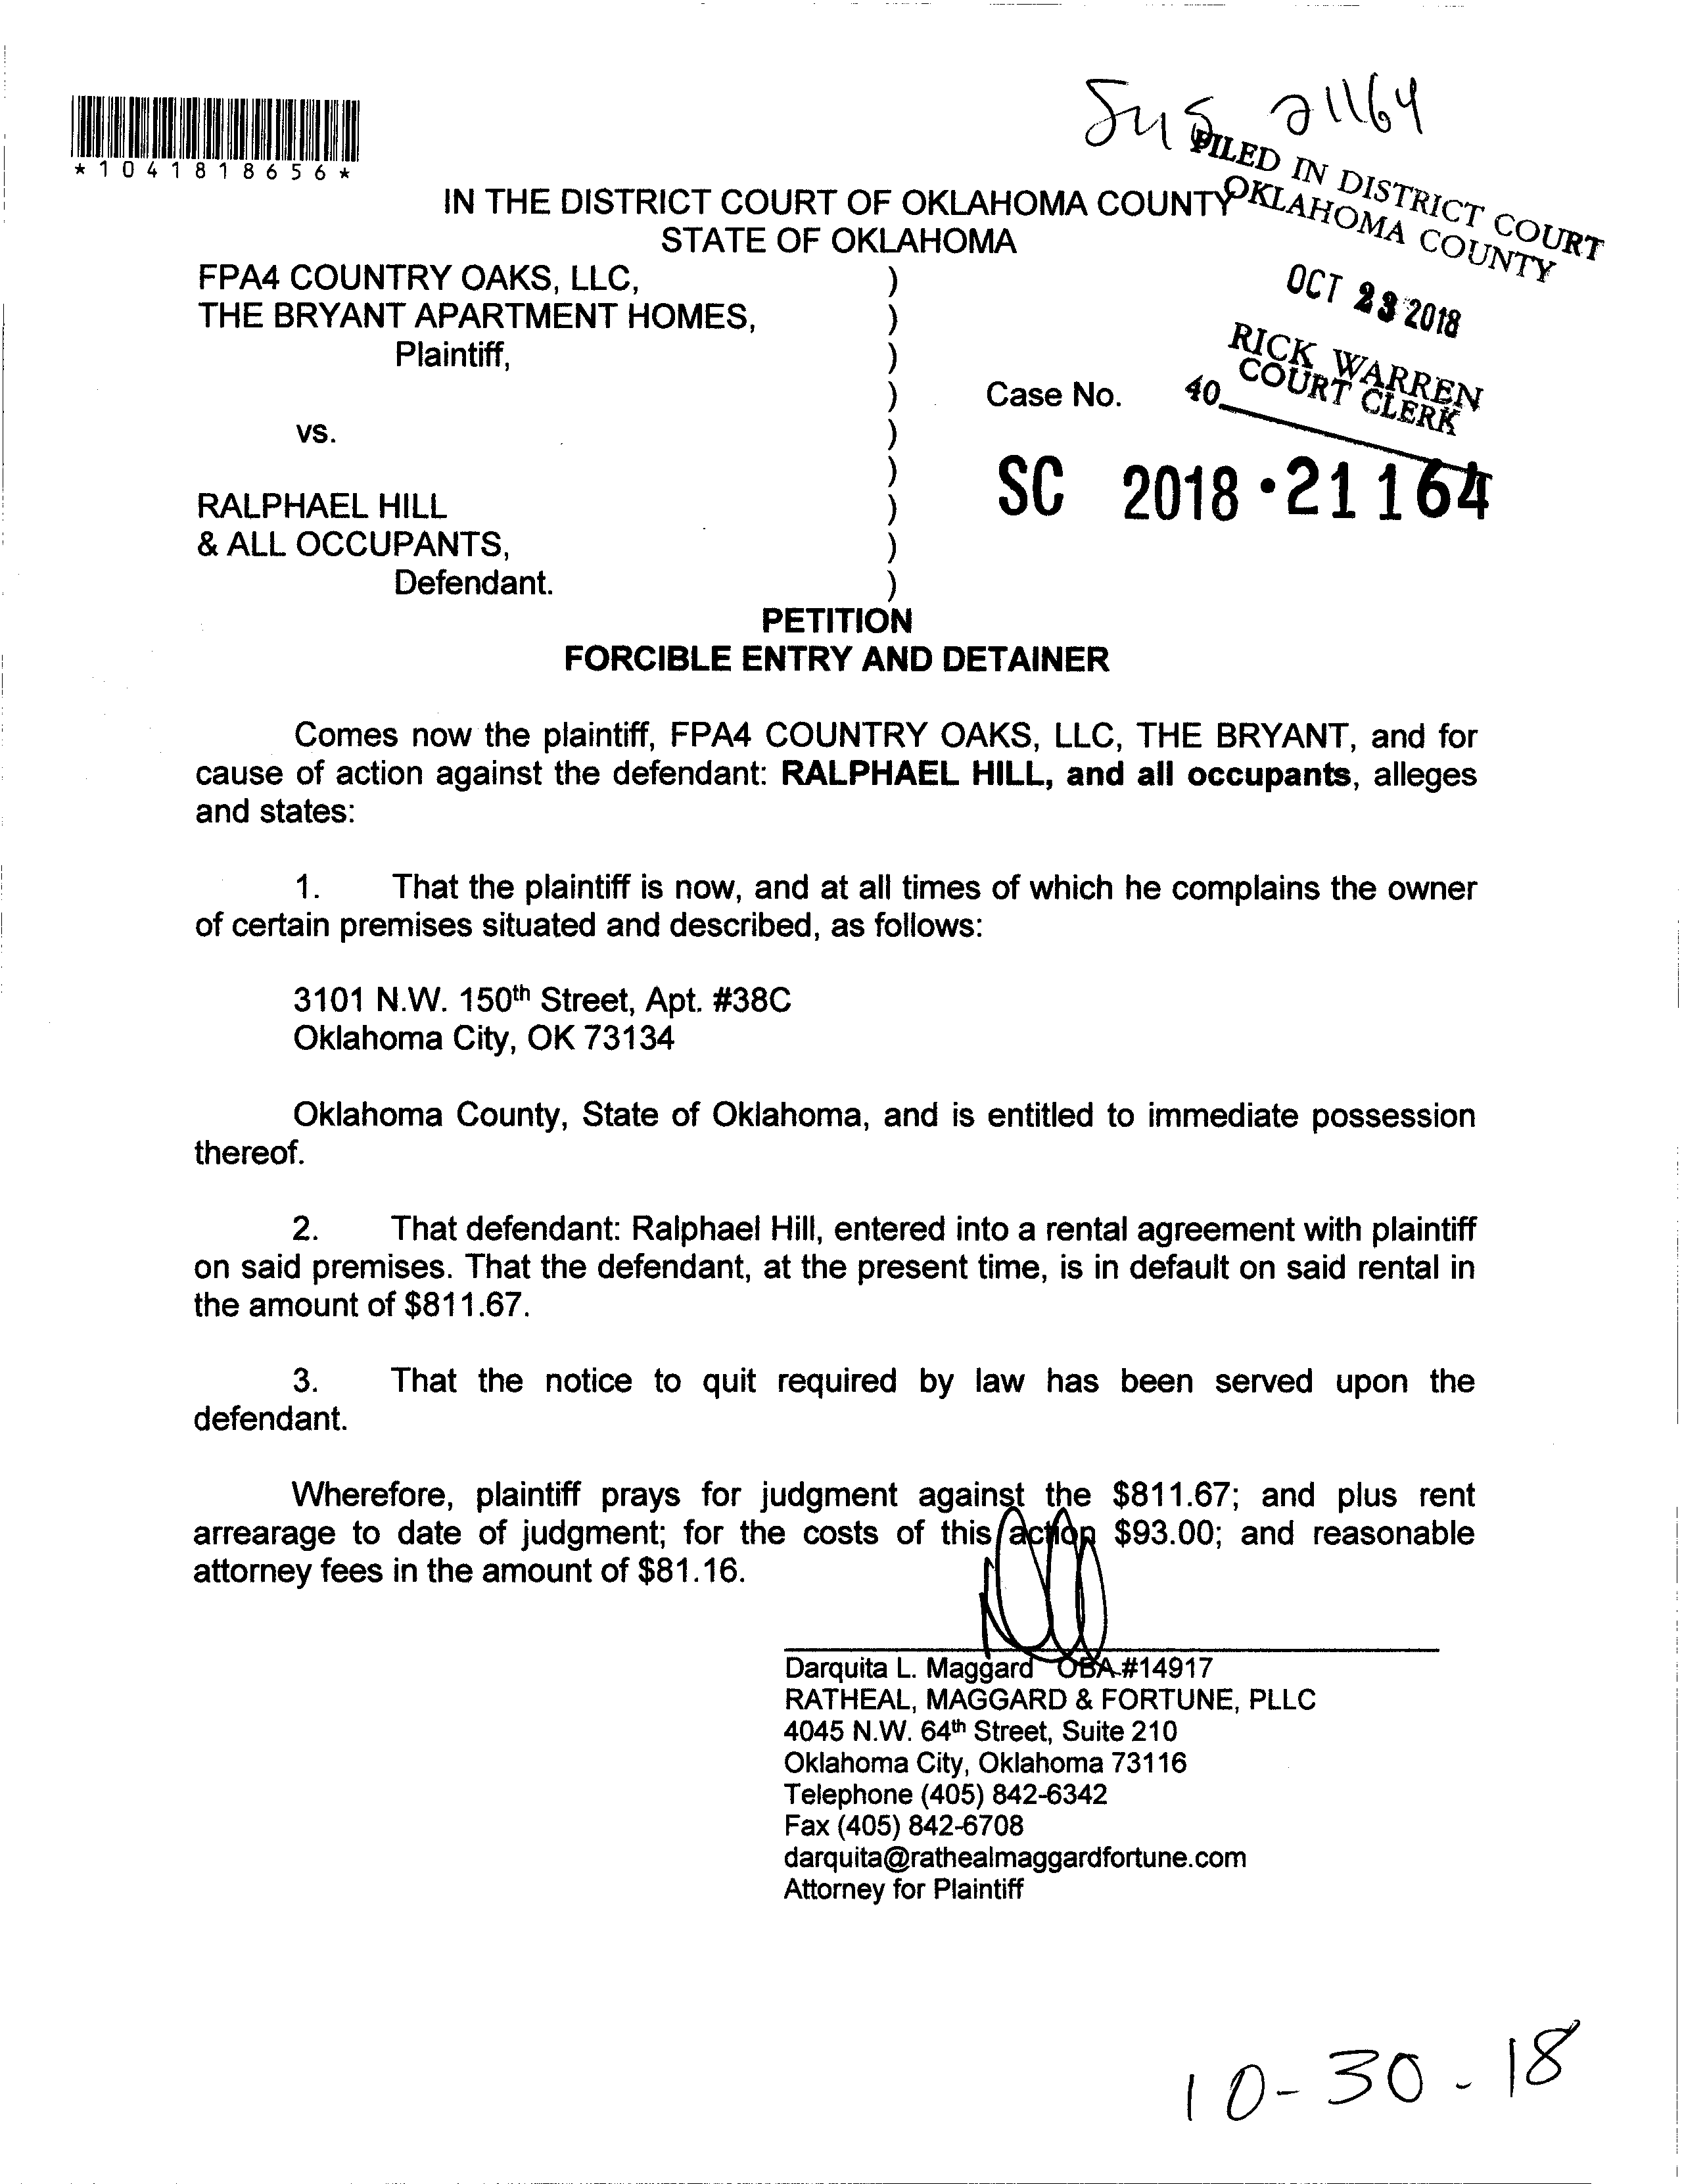 21164
*1041818656*
FILED IN DISTRICT COURT
OKLAHOMA COUNTY
IN THE DISTRICT COURT OF OKLAHOMA COUNTY
STATE OF OKLAHOMA
OCT 23 2018
RICK WARREN
COURT CLERK
40
FPA4 COUNTRY OAKS, LLC, )
THE BRYANT APARTMENT HOMES, )
Plaintiff, )
) Case No.
vs. )
) SC 2018 • 21164
RALPHAEL HILL )
& ALL OCCUPANTS, )
Defendant. )
PETITION
FORCIBLE ENTRY AND DETAINER
Comes now the plaintiff, FPA4 COUNTRY OAKS, LLC, THE BRYANT, and for
cause of action against the defendant: RALPHAEL HILL, and all occupants, alleges
and states:
1. That the plaintiff is now, and at all times of which he complains the owner
of certain premises situated and described, as follows:
3101 N.W. 150th Street, Apt. #38C
Oklahoma City, OK 73134
Oklahoma County, State of Oklahoma, and is entitled to immediate possession
thereof.
2. That defendant: Ralphael Hill, entered into a rental agreement with plaintiff
on said premises. That the defendant, at the present time, is in default on said rental in
the amount of $811.67.
3. That the notice to quit required by law has been served upon the
defendant.
Wherefore, plaintiff prays for judgment against the $811.67; and plus rent
arrearage to date of judgment; for the costs of this action $93.00; and reasonable
attorney fees in the amount of $81.16.
Darquita L. Maggard OBA #14917
RATHEAL, MAGGARD & FORTUNE, PLLC
4045 N.W. 64th Street, Suite 210
Oklahoma City, Oklahoma 73116
Telephone (405) 842-6342
Fax (405) 842-6708
darquita@rathealmaggardfortune.com
Attorney for Plaintiff
10-30-18